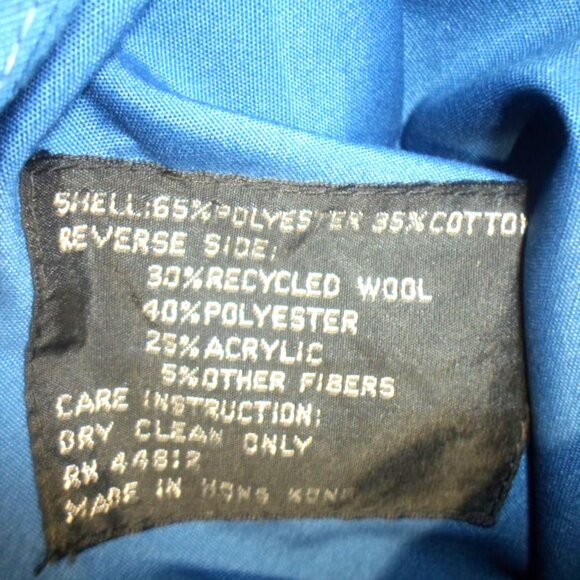 SHELL:65%POLYESTER 35%COTTON
REVERSE SIDE:
30%RECYCLED WOOL
40%POLYESTER
25%ACRYLIC
5%OTHER FIBERS
CARE INSTRUCTION:
DRY CLEAN ONLY
RN 44812
MADE IN HONG KONG